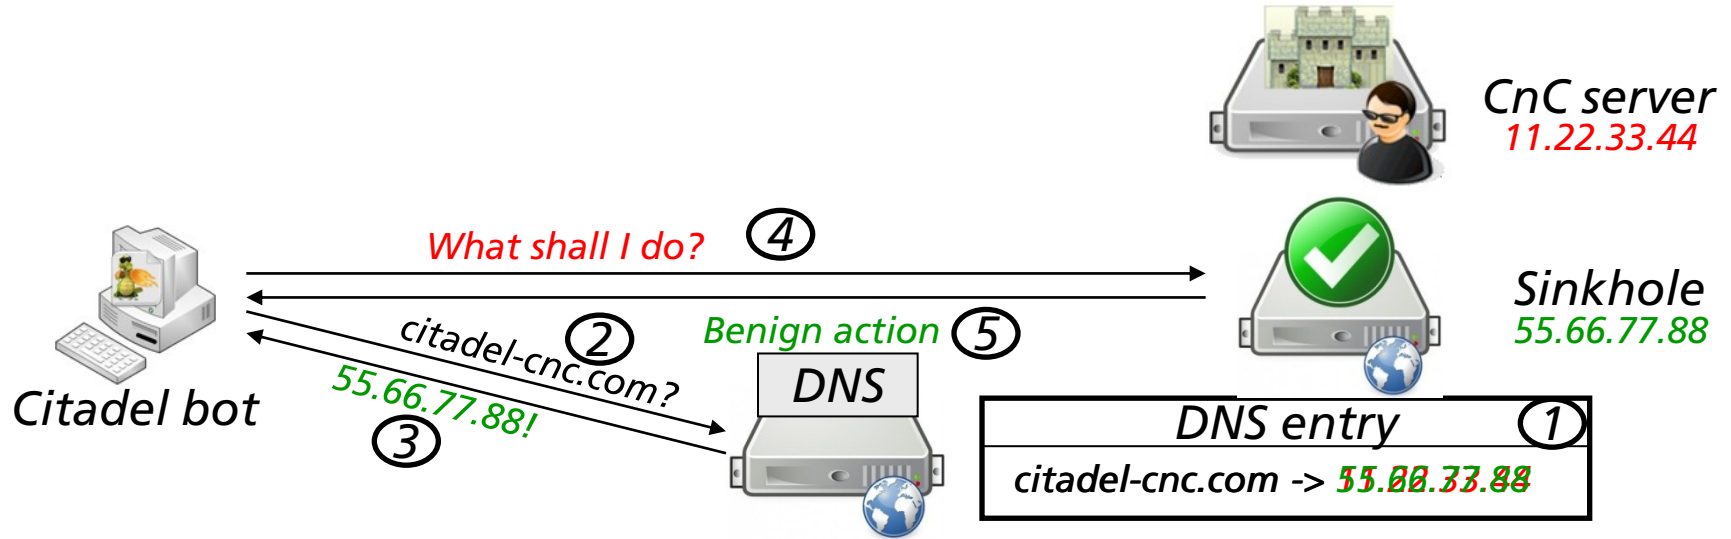 CnC server
11.22.33.44
What shall I do? 4
Sinkhole
55.66.77.88
2 Benign action 5
citadel-cnc.com?
55.66.77.88!
3
Citadel bot
DNS
DNS entry 1
citadel-cnc.com ->